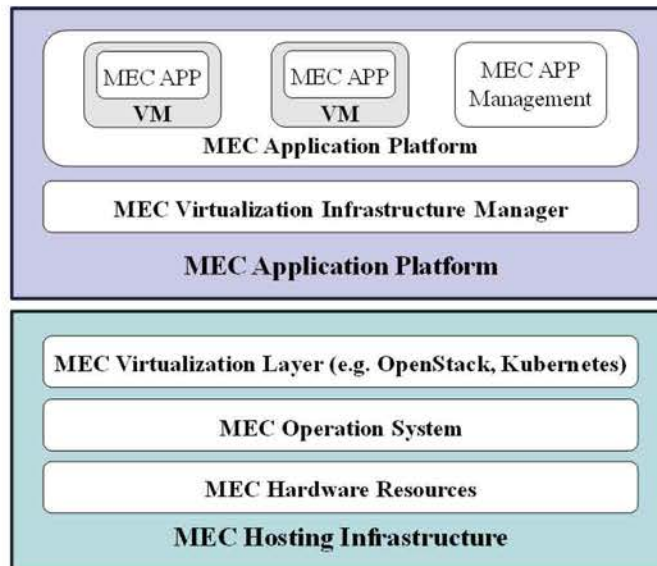 MEC APP
VM
MEC APP
VM
MEC APP
Management
MEC Application Platform
MEC Virtualization Infrastructure Manager
MEC Application Platform
MEC Virtualization Layer (e.g. OpenStack, Kubernetes)
MEC Operation System
MEC Hardware Resources
MEC Hosting Infrastructure